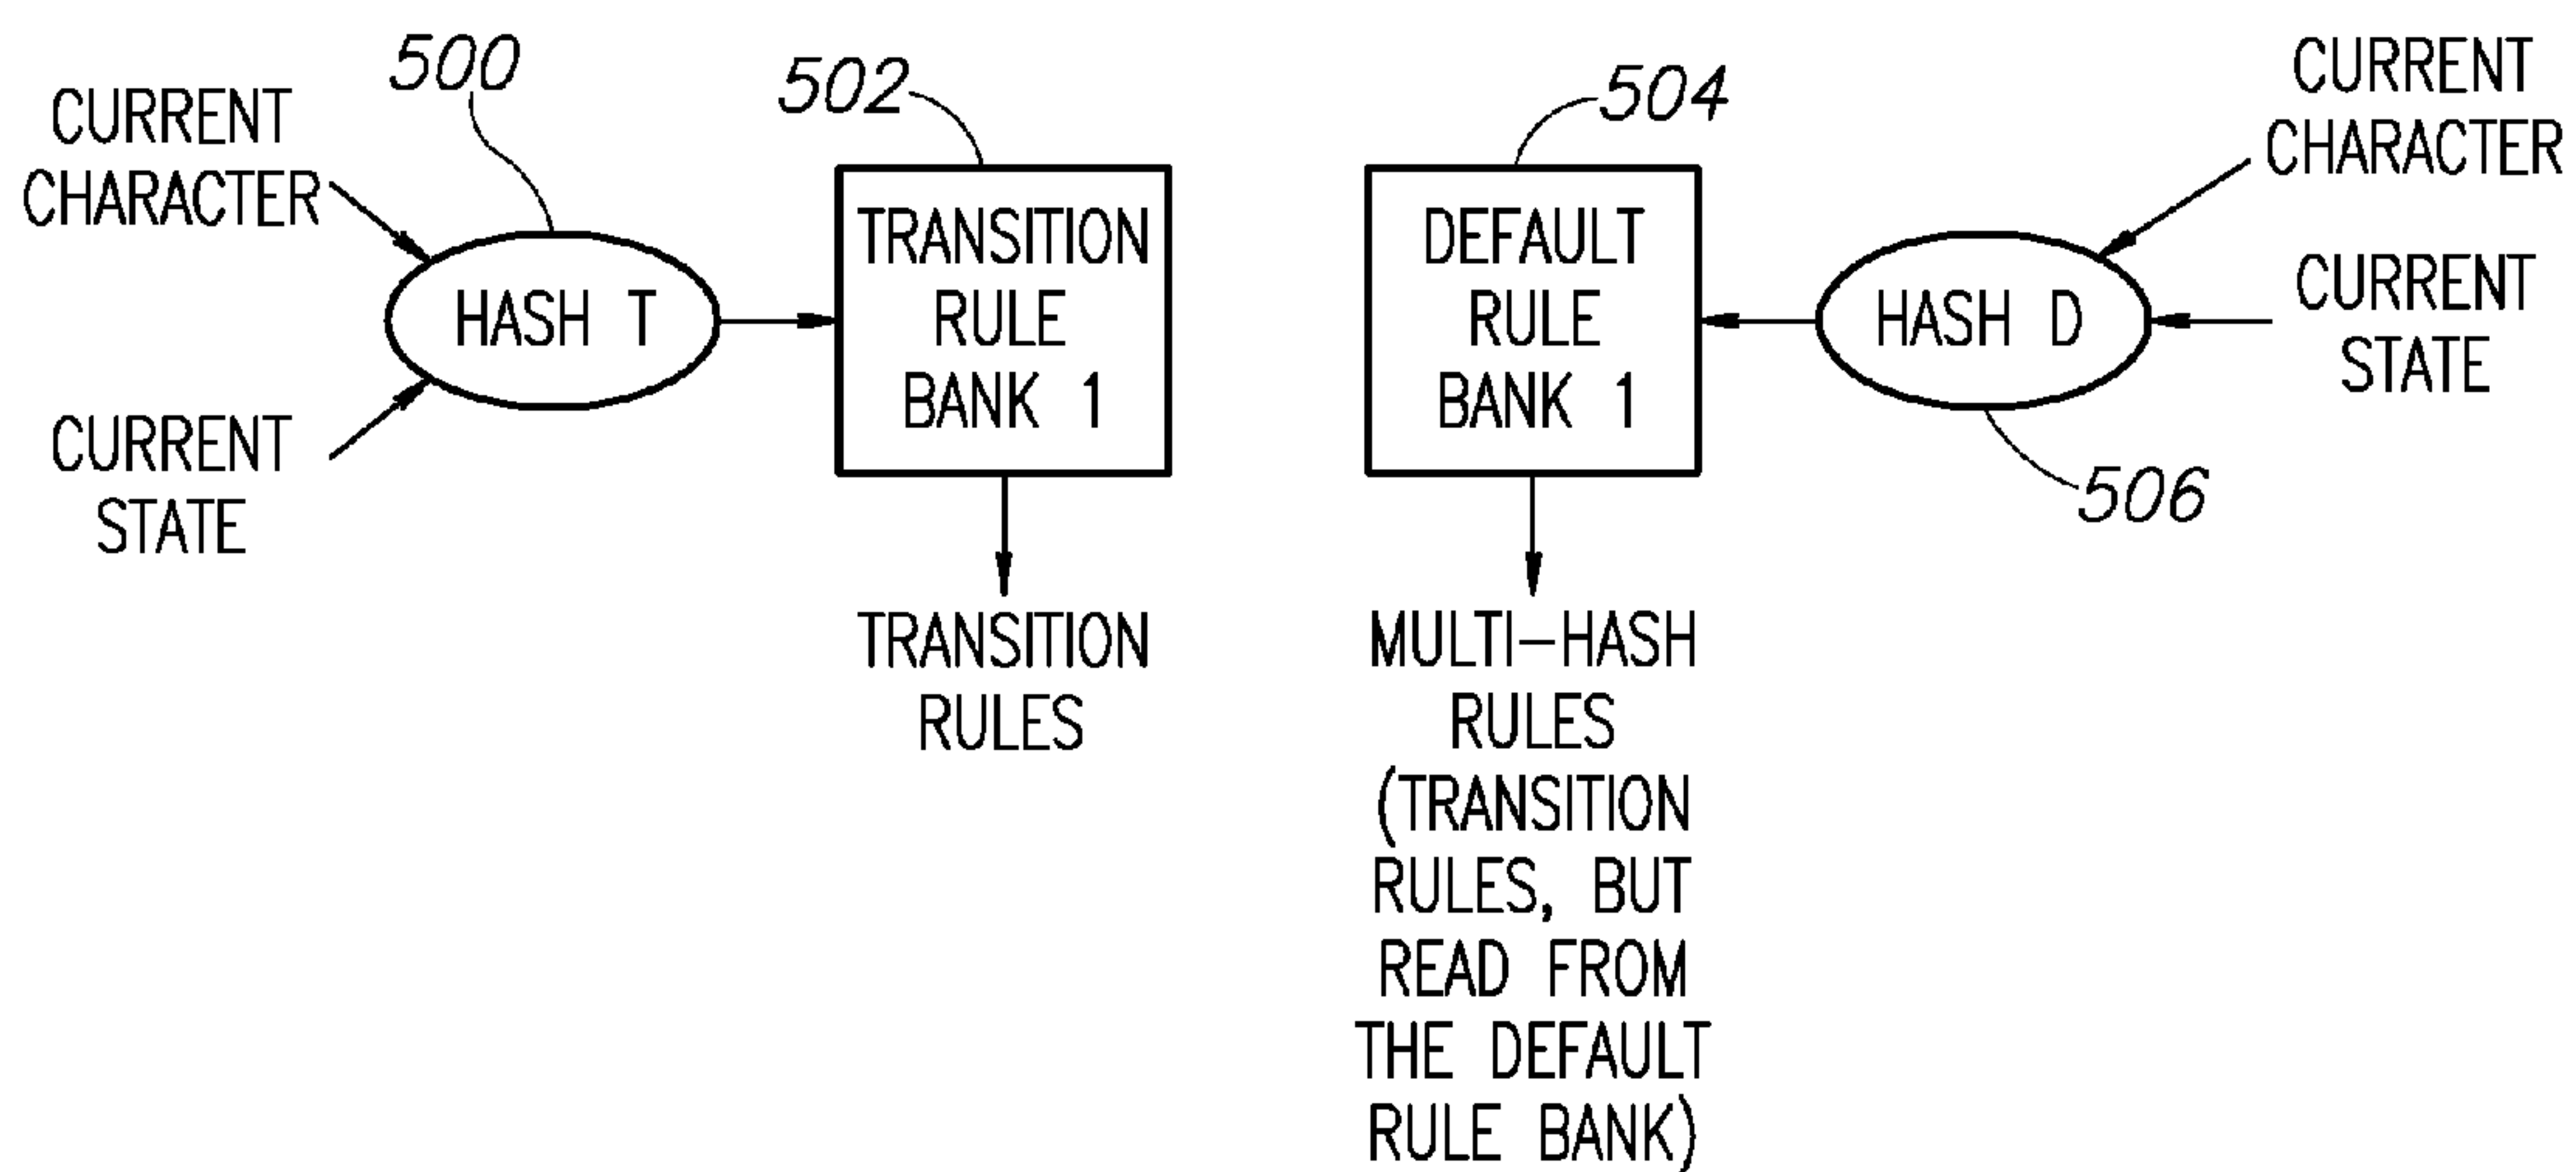 500
CURRENT
CHARACTER
CURRENT
STATE
HASH T
502
TRANSITION
RULE
BANK 1
TRANSITION
RULES
504
DEFAULT
RULE
BANK 1
MULTI-HASH
RULES
(TRANSITION
RULES, BUT
READ FROM
THE DEFAULT
RULE BANK)
HASH D
506
CURRENT
CHARACTER
CURRENT
STATE